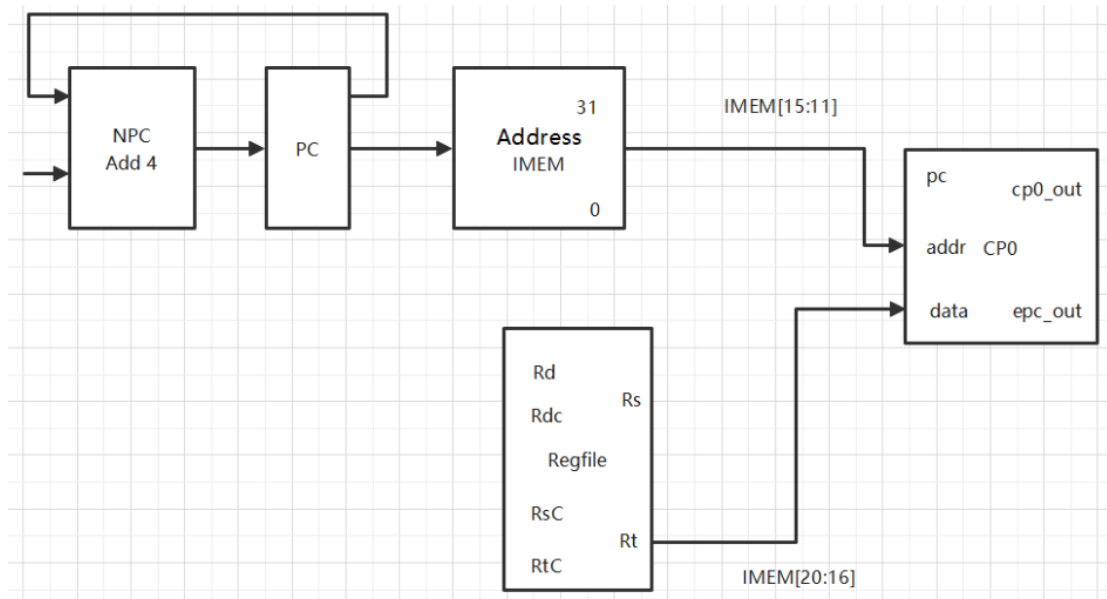 NPC
Add 4
PC
31
Address
IMEM
0
IMEM[15:11]
pc
cp0_out
addr
CP0
data
epc_out
Rd
Rs
Rdc
Regfile
RsC
Rt
RtC
IMEM[20:16]